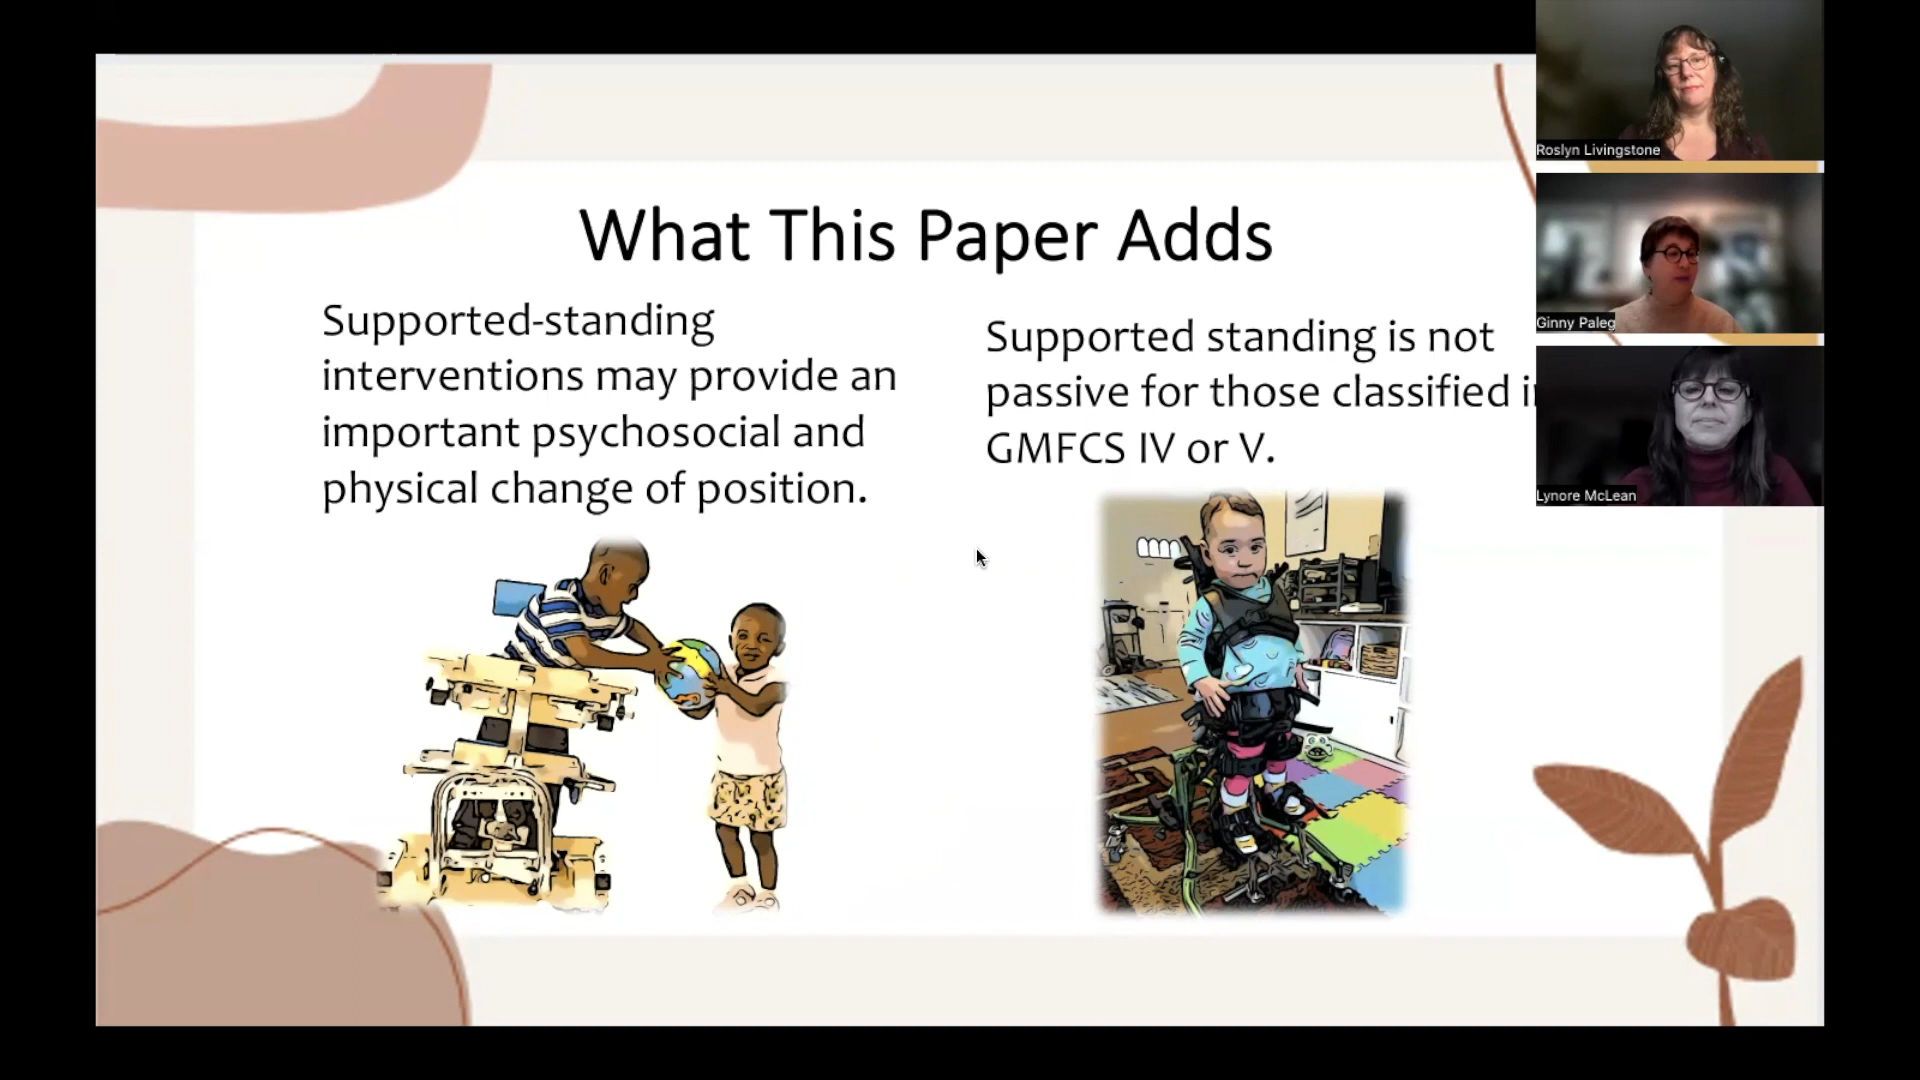 What This Paper Adds
Supported-standing
interventions may provide an
important psychosocial and
physical change of position.
Supported standing is not
passive for those classified
GMFCS IV or V.
Roslyn Livingstone
Ginny Paleg
Lynore McLean